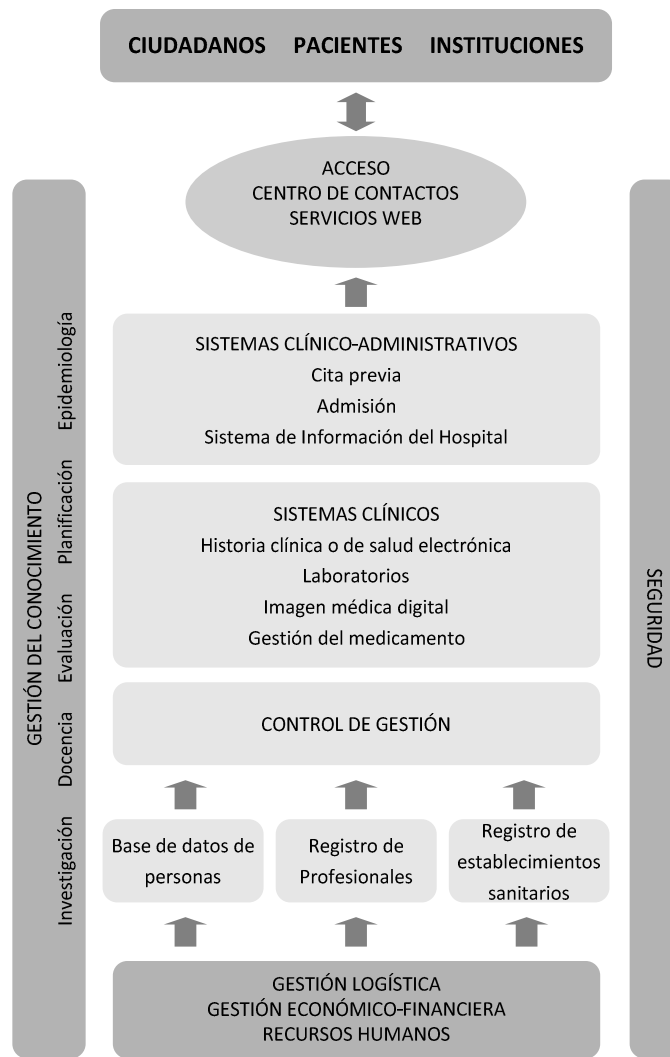 CIUDADANOS PACIENTES INSTITUCIONES
ACCESO
CENTRO DE CONTACTOS
SERVICIOS WEB
GESTIÓN DEL CONOCIMIENTO
Investigación Docencia Evaluación Planificación Epidemiología
SISTEMAS CLÍNICO-ADMINISTRATIVOS
Cita previa
Admisión
Sistema de Información del Hospital
SISTEMAS CLÍNICOS
Historia clínica o de salud electrónica
Laboratorios
Imagen médica digital
Gestión del medicamento
CONTROL DE GESTIÓN
Base de datos de
personas
Registro de
Profesionales
Registro de
establecimientos
sanitarios
GESTIÓN LOGÍSTICA
GESTIÓN ECONÓMICO-FINANCIERA
RECURSOS HUMANOS
SEGURIDAD